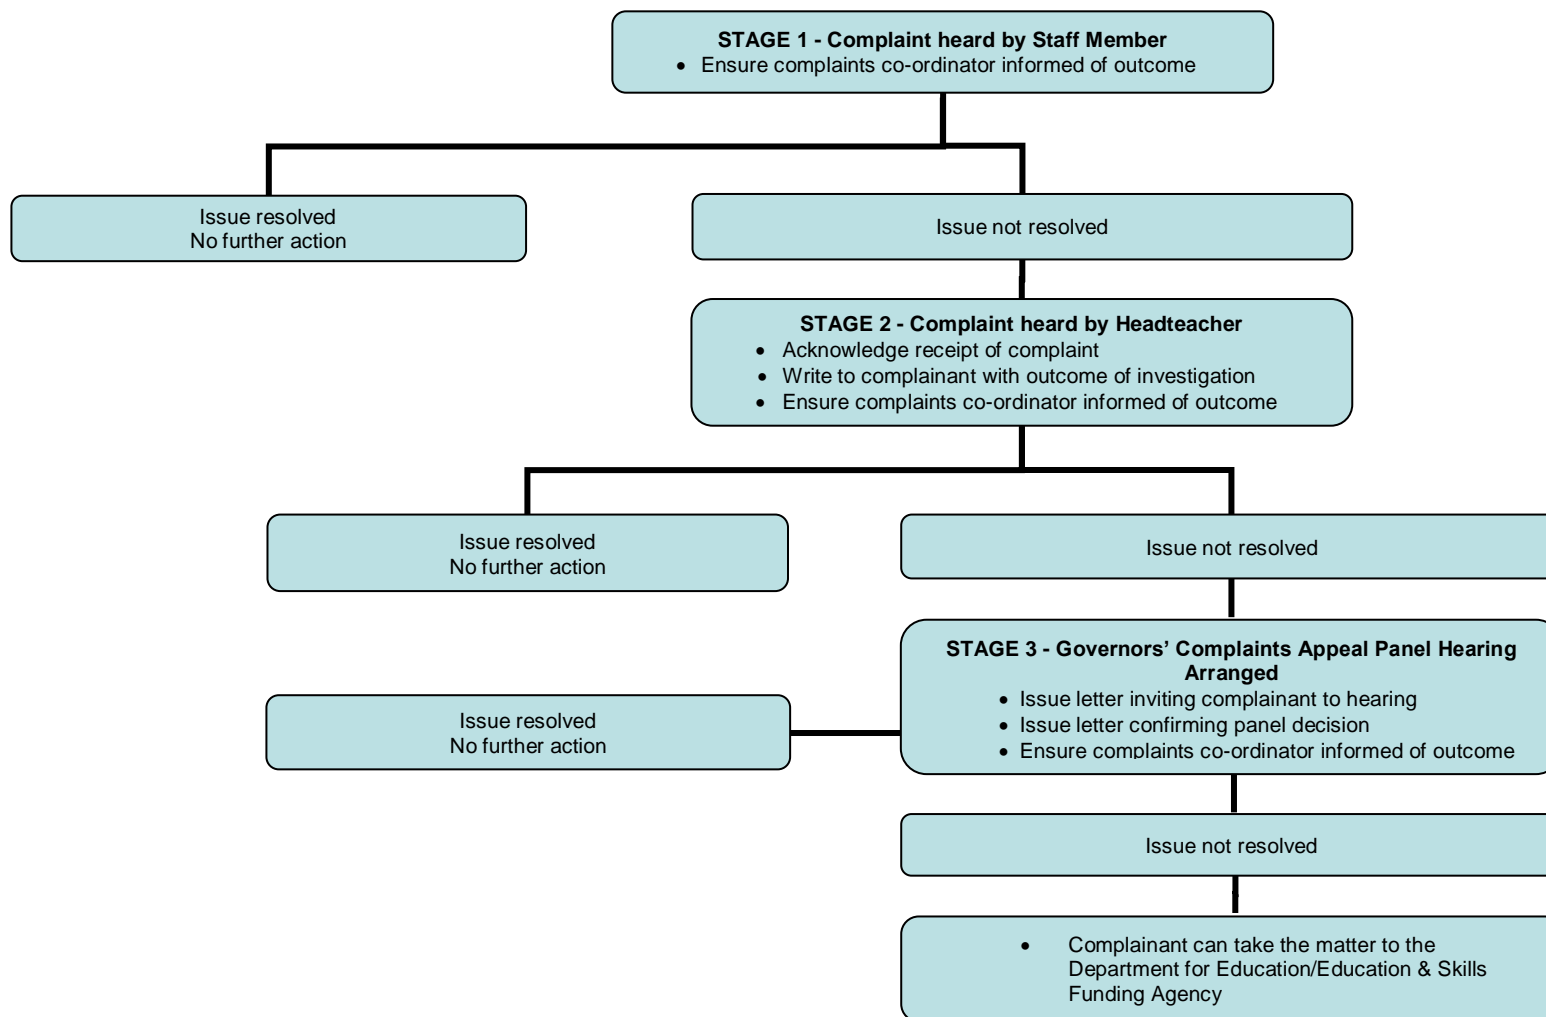 STAGE 1 - Complaint heard by Staff Member
• Ensure complaints co-ordinator informed of outcome
Issue resolved
No further action
Issue not resolved
STAGE 2 - Complaint heard by Headteacher
• Acknowledge receipt of complaint
• Write to complainant with outcome of investigation
• Ensure complaints co-ordinator informed of outcome
Issue resolved
No further action
Issue not resolved
STAGE 3 - Governors’ Complaints Appeal Panel Hearing
Arranged
• Issue letter inviting complainant to hearing
• Issue letter confirming panel decision
• Ensure complaints co-ordinator informed of outcome
Issue resolved
No further action
Issue not resolved
• Complainant can take the matter to the
Department for Education/Education & Skills
Funding Agency